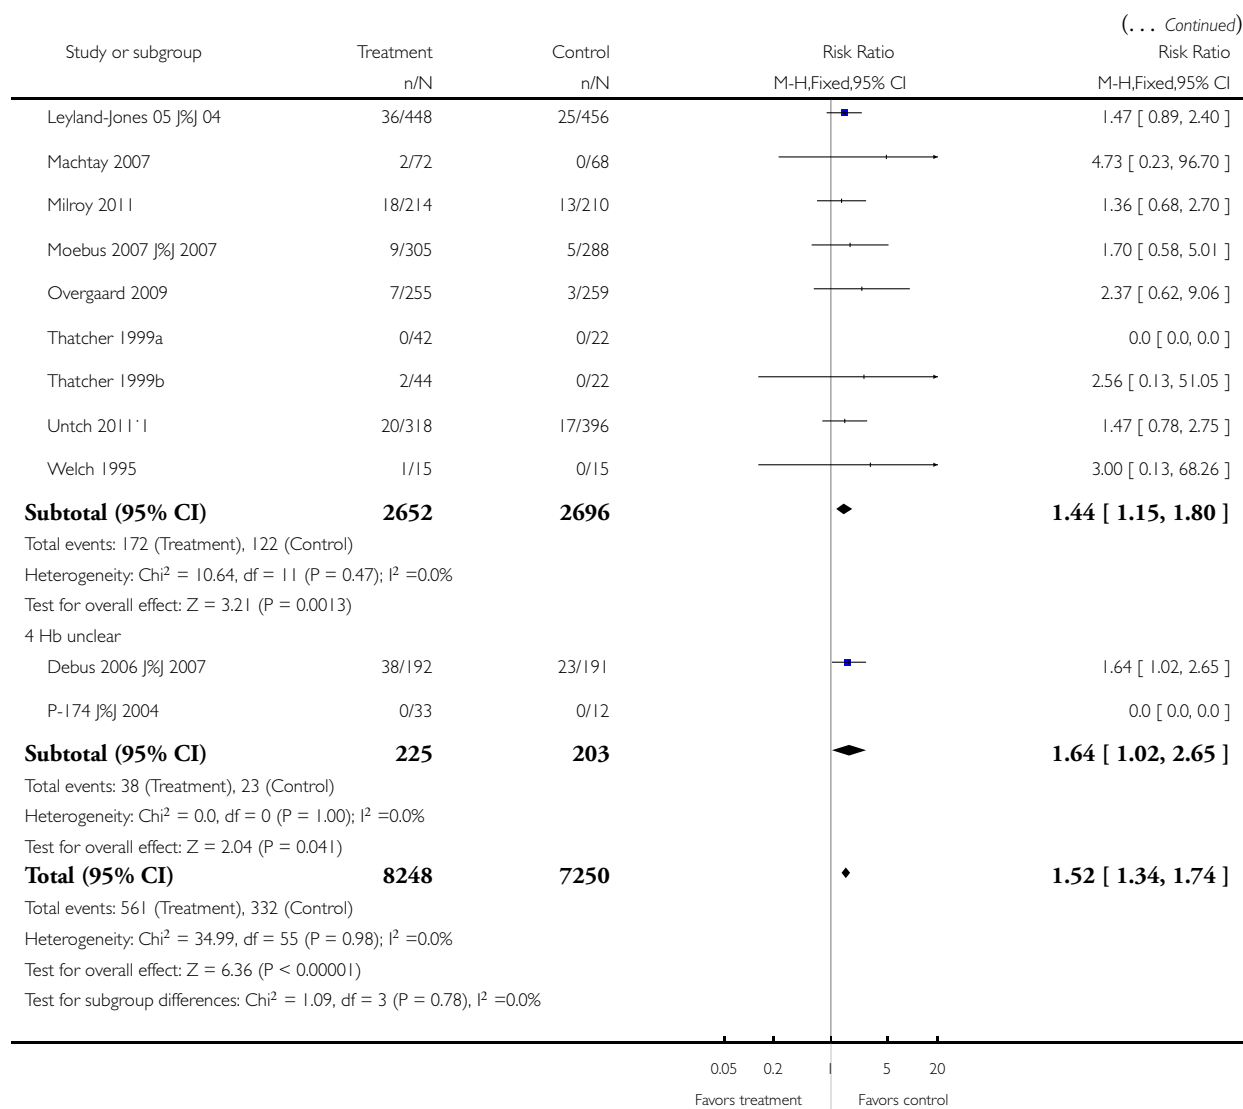 (... Continued)
Study or subgroup Treatment Control Risk Ratio Risk Ratio
n/N n/N M-H,Fixed,95% CI M-H,Fixed,95% CI
Leyland-Jones 05 J%J 04 36/448 25/456 1.47 [ 0.89, 2.40 ]
Machtay 2007 2/72 0/68 4.73 [ 0.23, 96.70 ]
Milroy 2011 18/214 13/210 1.36 [ 0.68, 2.70 ]
Moebus 2007 J%J 2007 9/305 5/288 1.70 [ 0.58, 5.01 ]
Overgaard 2009 7/255 3/259 2.37 [ 0.62, 9.06 ]
Thatcher 1999a 0/42 0/22 0.0 [ 0.0, 0.0 ]
Thatcher 1999b 2/44 0/22 2.56 [ 0.13, 51.05 ]
Untch 2011˙1 20/318 17/396 1.47 [ 0.78, 2.75 ]
Welch 1995 1/15 0/15 3.00 [ 0.13, 68.26 ]
Subtotal (95% CI) 2652 2696 1.44 [ 1.15, 1.80 ]
Total events: 172 (Treatment), 122 (Control)
Heterogeneity: Chi² = 10.64, df = 11 (P = 0.47); I² =0.0%
Test for overall effect: Z = 3.21 (P = 0.0013)
4 Hb unclear
Debus 2006 J%J 2007 38/192 23/191 1.64 [ 1.02, 2.65 ]
P-174 J%J 2004 0/33 0/12 0.0 [ 0.0, 0.0 ]
Subtotal (95% CI) 225 203 1.64 [ 1.02, 2.65 ]
Total events: 38 (Treatment), 23 (Control)
Heterogeneity: Chi² = 0.0, df = 0 (P = 1.00); I² =0.0%
Test for overall effect: Z = 2.04 (P = 0.041)
Total (95% CI) 8248 7250 1.52 [ 1.34, 1.74 ]
Total events: 561 (Treatment), 332 (Control)
Heterogeneity: Chi² = 34.99, df = 55 (P = 0.98); I² =0.0%
Test for overall effect: Z = 6.36 (P < 0.00001)
Test for subgroup differences: Chi² = 1.09, df = 3 (P = 0.78), I² =0.0%
0.05 0.2 1 5 20
Favors treatment Favors control